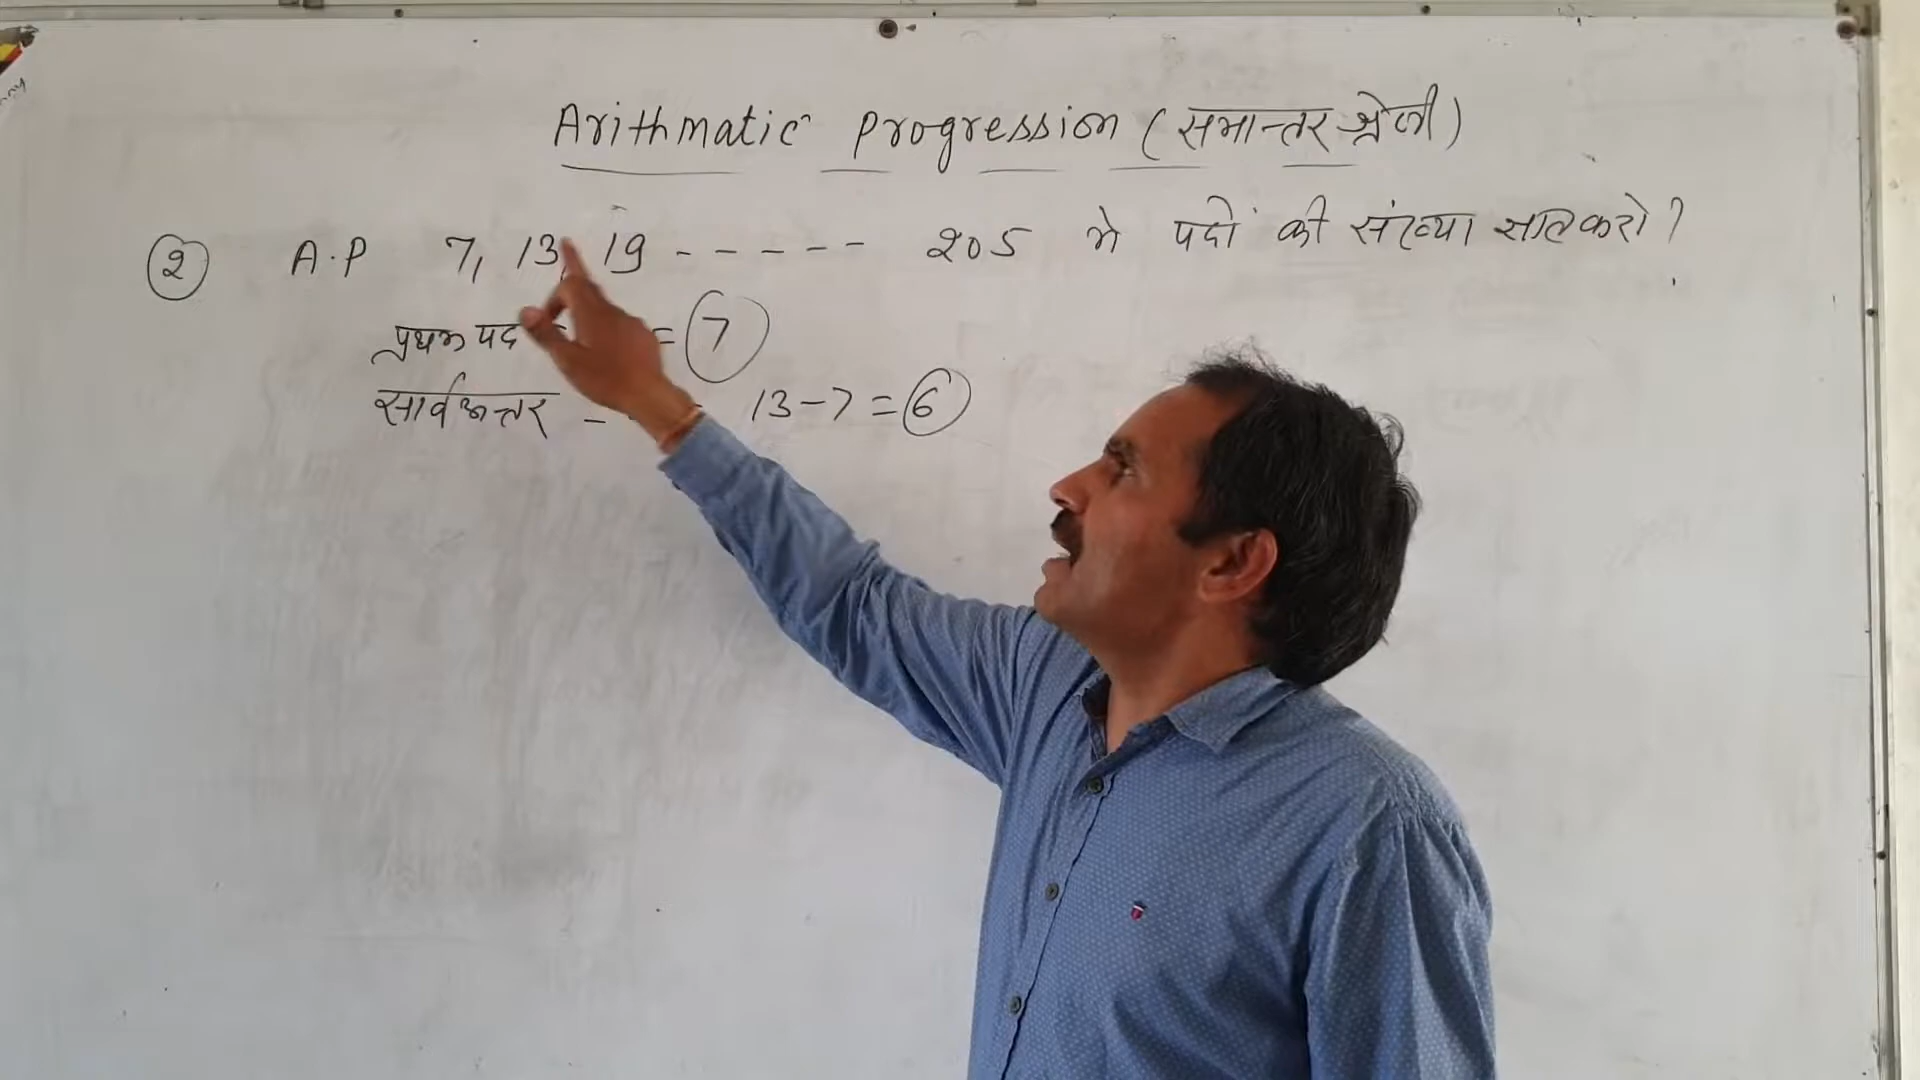 Arithmatic Progression (समान्तर श्रेणी)
② A.P 7, 13, 19 ----- 205 मे पदो की संख्या ज्ञात करो ?
प्रथम पद = 7
सार्वअन्तर - 13-7 = 6